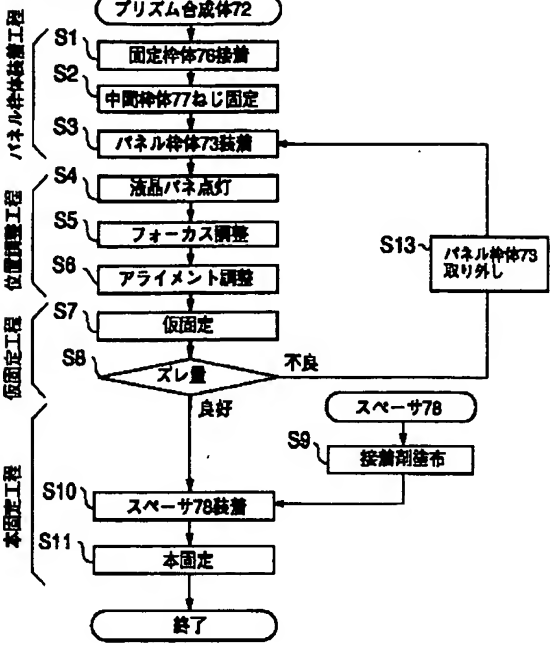 プリズム合成体72
パネル枠体装着工程
S1
固定枠体76接着
S2
中間枠体77ねじ固定
S3
パネル枠体73装着
位置調整工程
S4
液晶パネ点灯
S5
フォーカス調整
S6
アライメント調整
S13
パネル枠体73
取り外し
仮固定工程
S7
仮固定
S8
ズレ量
不良
良好
スペーサ78
S9
接着剤塗布
本固定工程
S10
スペーサ78装着
S11
本固定
終了